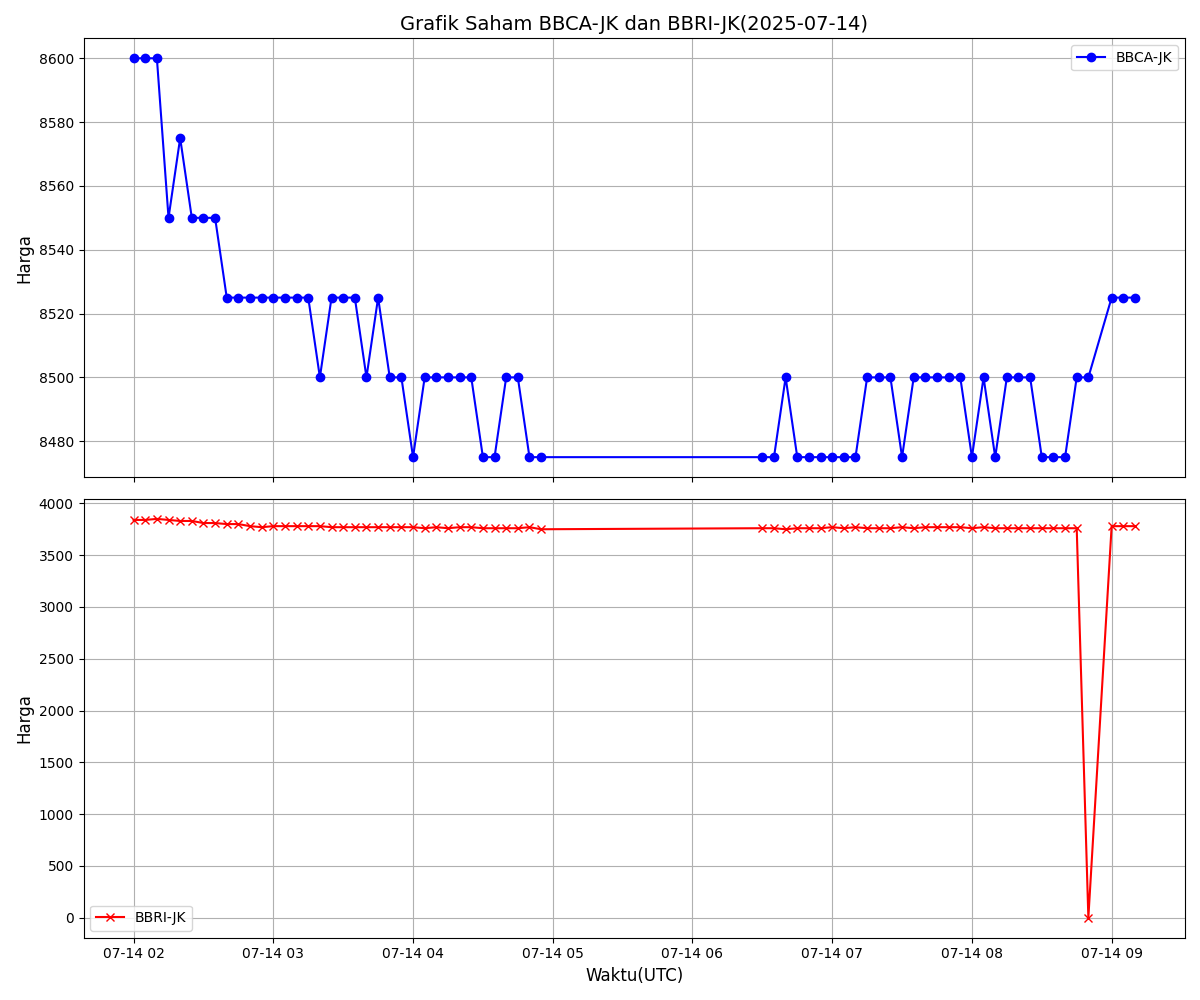 Grafik Saham BBCA-JK dan BBRI-JK(2025-07-14)
BBCA-JK
8600
8580
8560
8540
8520
8500
8480
Harga
4000
3500
3000
2500
2000
1500
1000
500
0
Harga
BBRI-JK
07-14 02 07-14 03 07-14 04 07-14 05 07-14 06 07-14 07 07-14 08 07-14 09
Waktu(UTC)